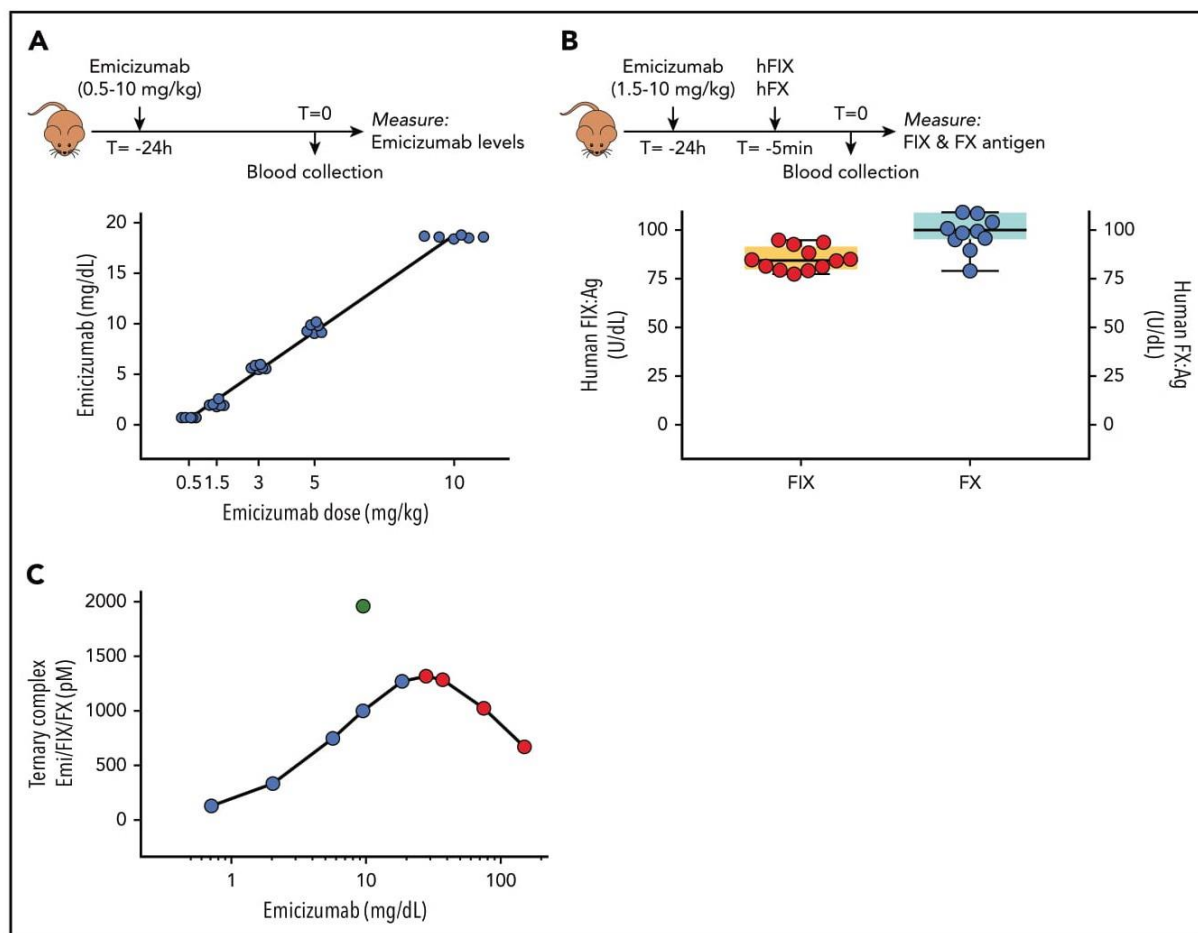 A
Emicizumab
(0.5-10 mg/kg)
T= -24h
T=0
Blood collection
Measure:
Emicizumab levels
Emicizumab (mg/dL)
20
15
10
5
0
0.5 1.5 3 5 10
Emicizumab dose (mg/kg)
B
Emicizumab
(1.5-10 mg/kg)
hFIX
hFX
T= -24h
T= -5min
T=0
Blood collection
Measure:
FIX & FX antigen
Human FIX:Ag
(U/dL)
100
75
50
25
0
FIX
FX
100
75
50
25
0
Human FX:Ag
(U/dL)
C
Ternary complex
Emi/FIX/FX (pM)
2000
1500
1000
500
0
1 10 100
Emicizumab (mg/dL)